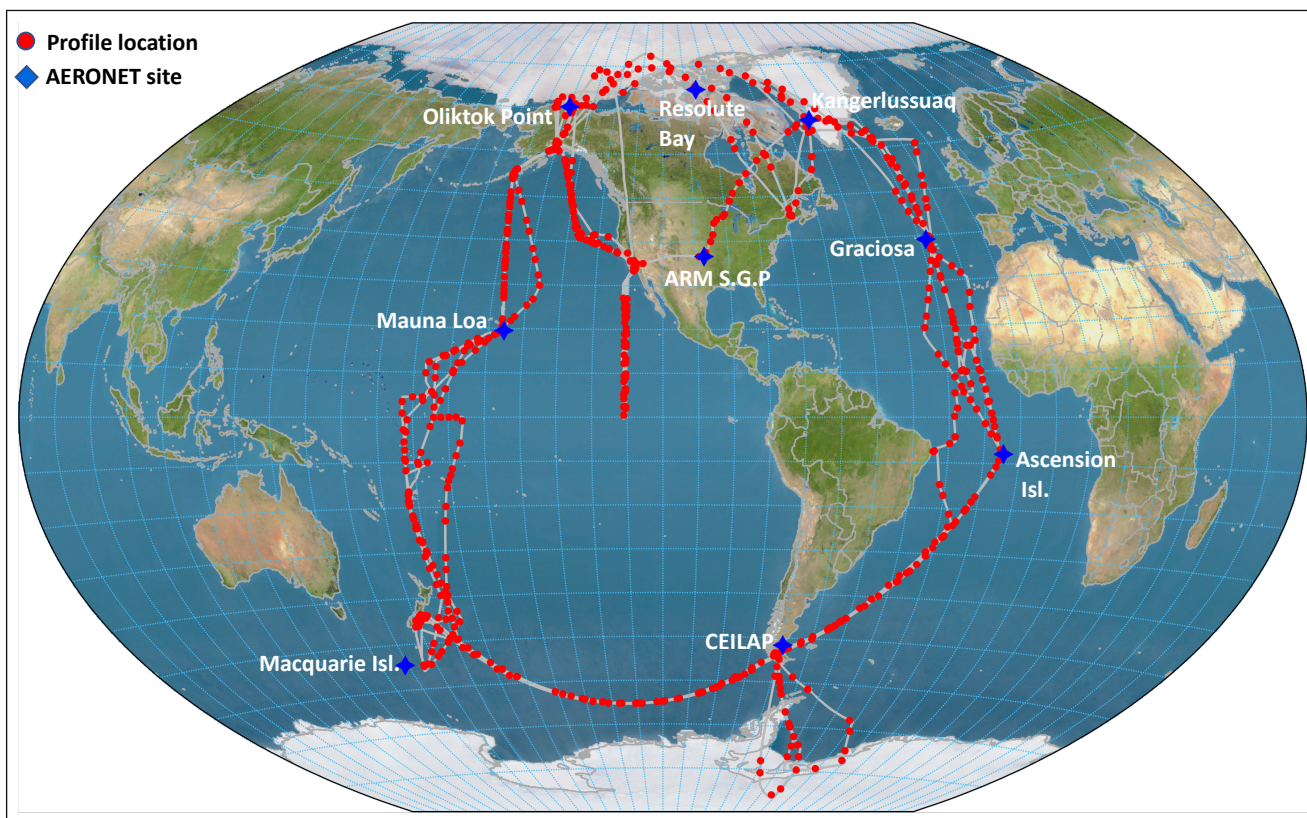 Profile location
AERONET site
Oliktok Point
Resolute
Bay
Kangerlussuaq
Graciosa
ARM S.G.P
Mauna Loa
Ascension
Isl.
CEILAP
Macquarie Isl.